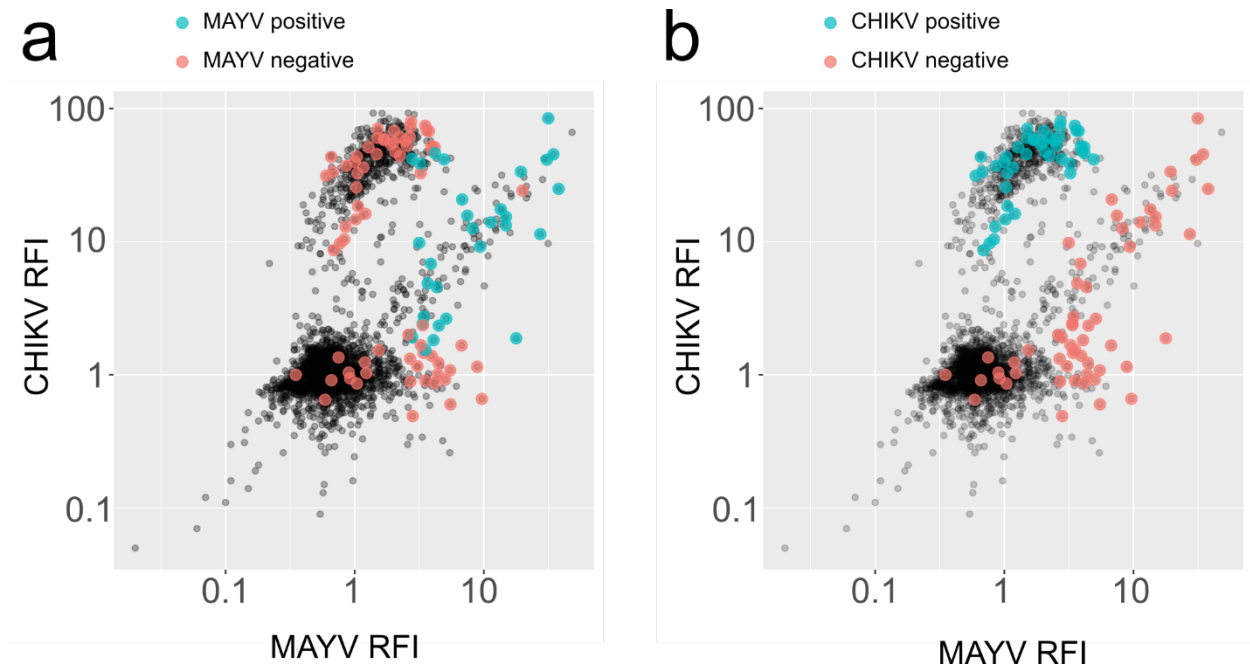 a
MAYV positive
MAYV negative
100
10
1
0.1
CHIKV RFI
0.1 1 10
MAYV RFI
b
CHIKV positive
CHIKV negative
100
10
1
0.1
CHIKV RFI
0.1 1 10
MAYV RFI